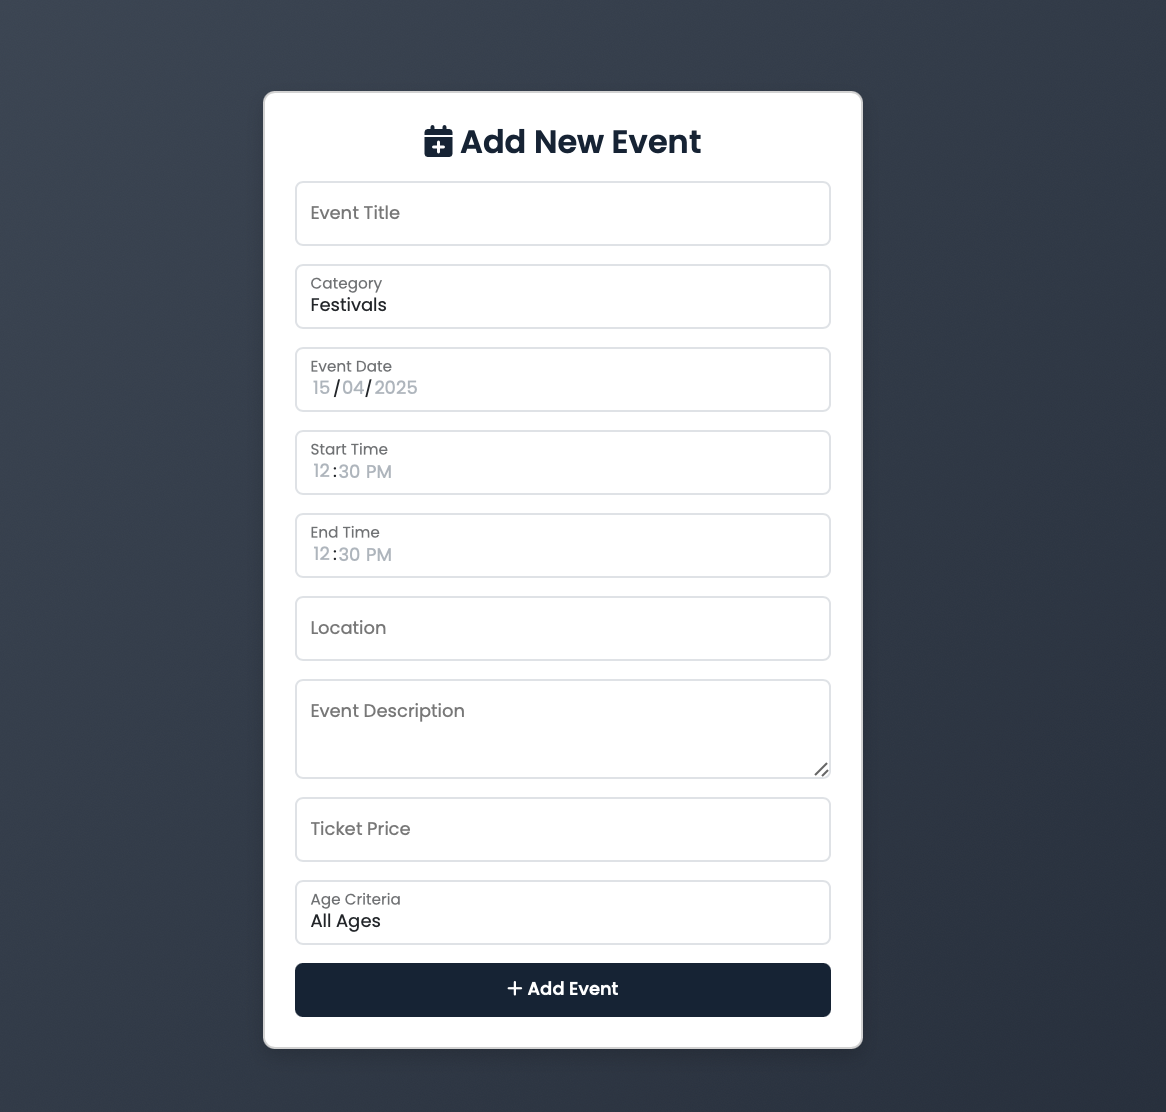 Add New Event
Event Title
Category
Festivals
Event Date
15/04/2025
Start Time
12:30 PM
End Time
12:30 PM
Location
Event Description
Ticket Price
Age Criteria
All Ages
+ Add Event